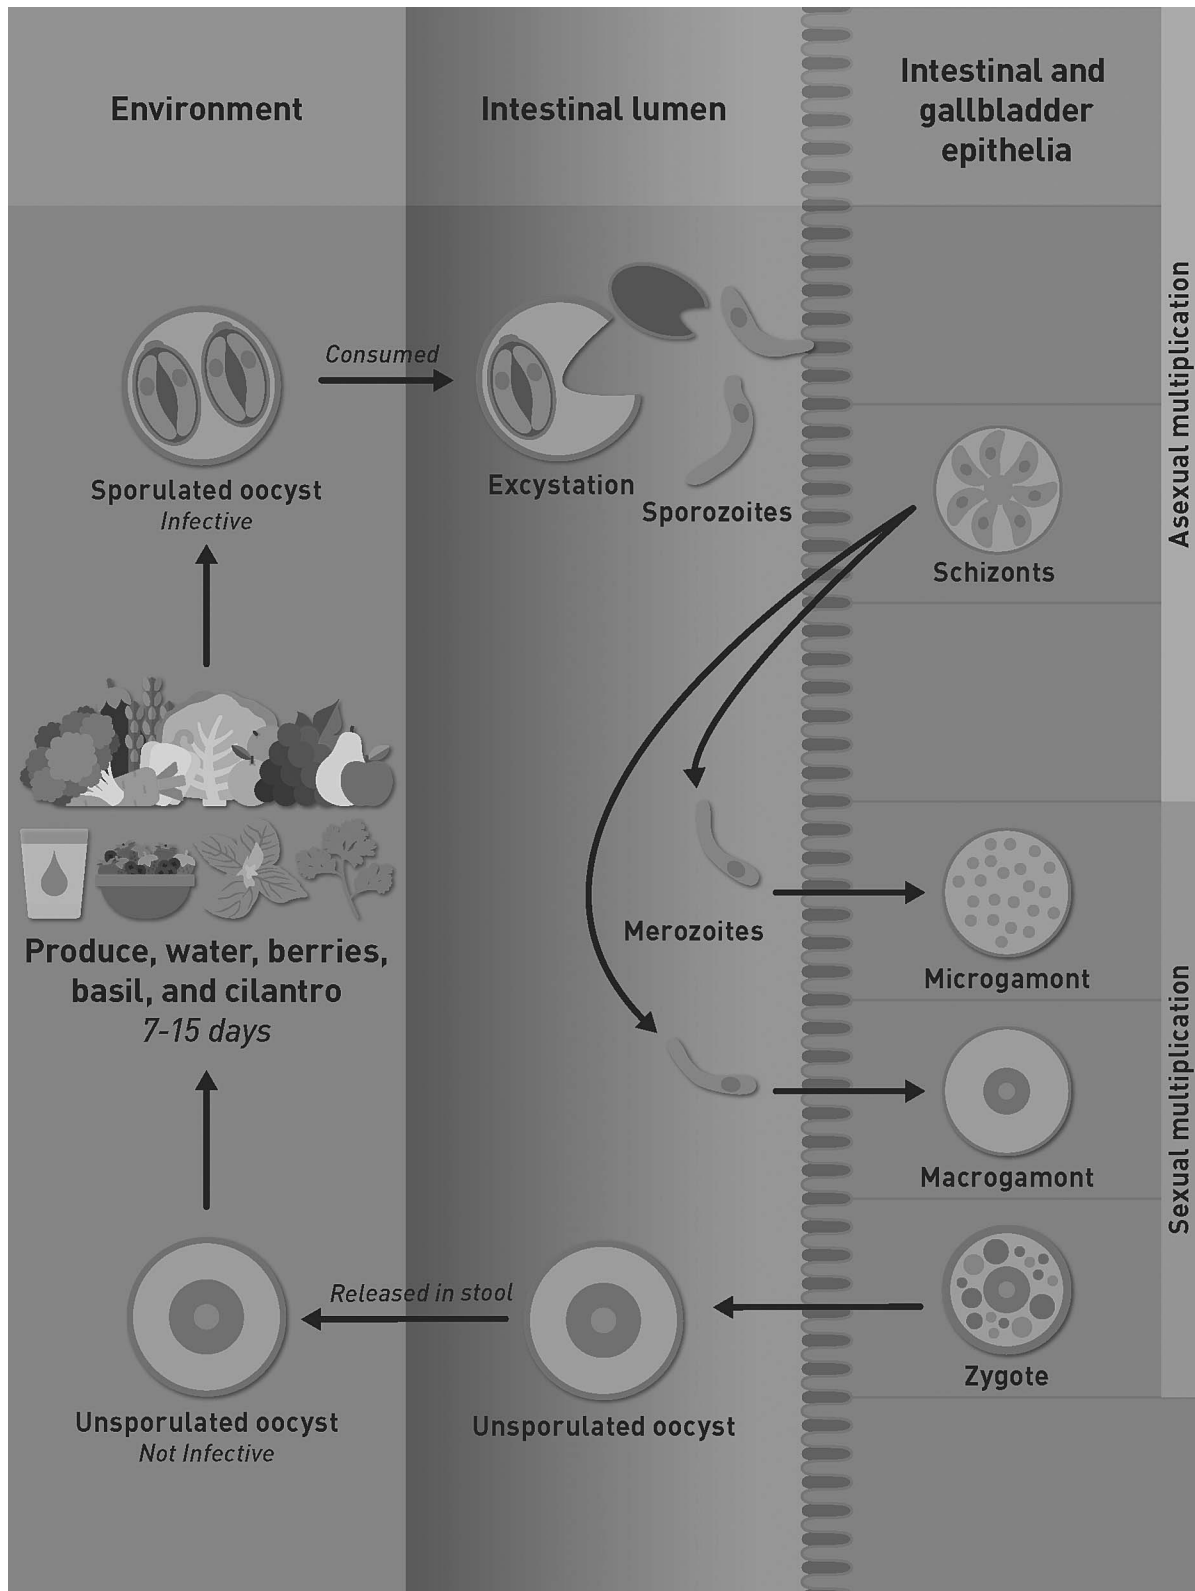 Environment
Intestinal lumen
Intestinal and
gallbladder
epithelia
Asexual multiplication
Consumed
Sporulated oocyst
Infective
Excystation
Sporozoites
Schizonts
Produce, water, berries,
basil, and cilantro
7-15 days
Merozoites
Microgamont
Macrogamont
Sexual multiplication
Zygote
Released in stool
Unsporulated oocyst
Not Infective
Unsporulated oocyst